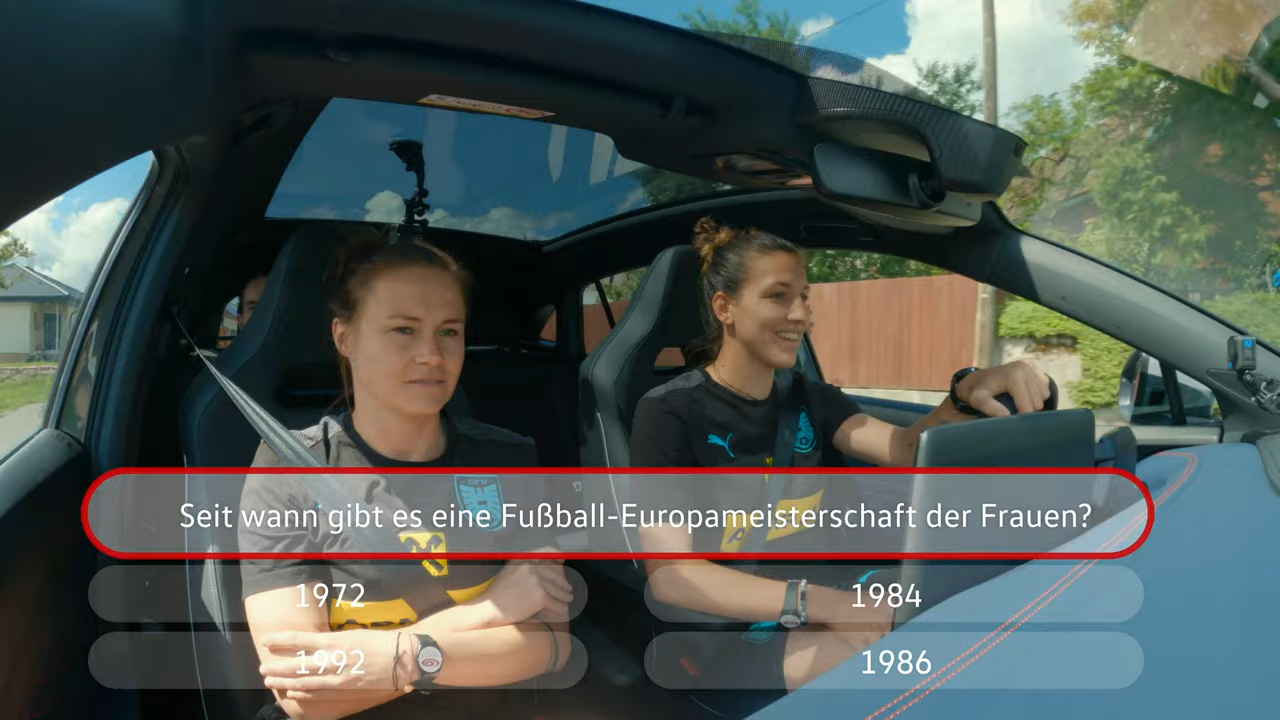 Seit wann gibt es eine Fußball-Europameisterschaft der Frauen?
1972
1984
1992
1986